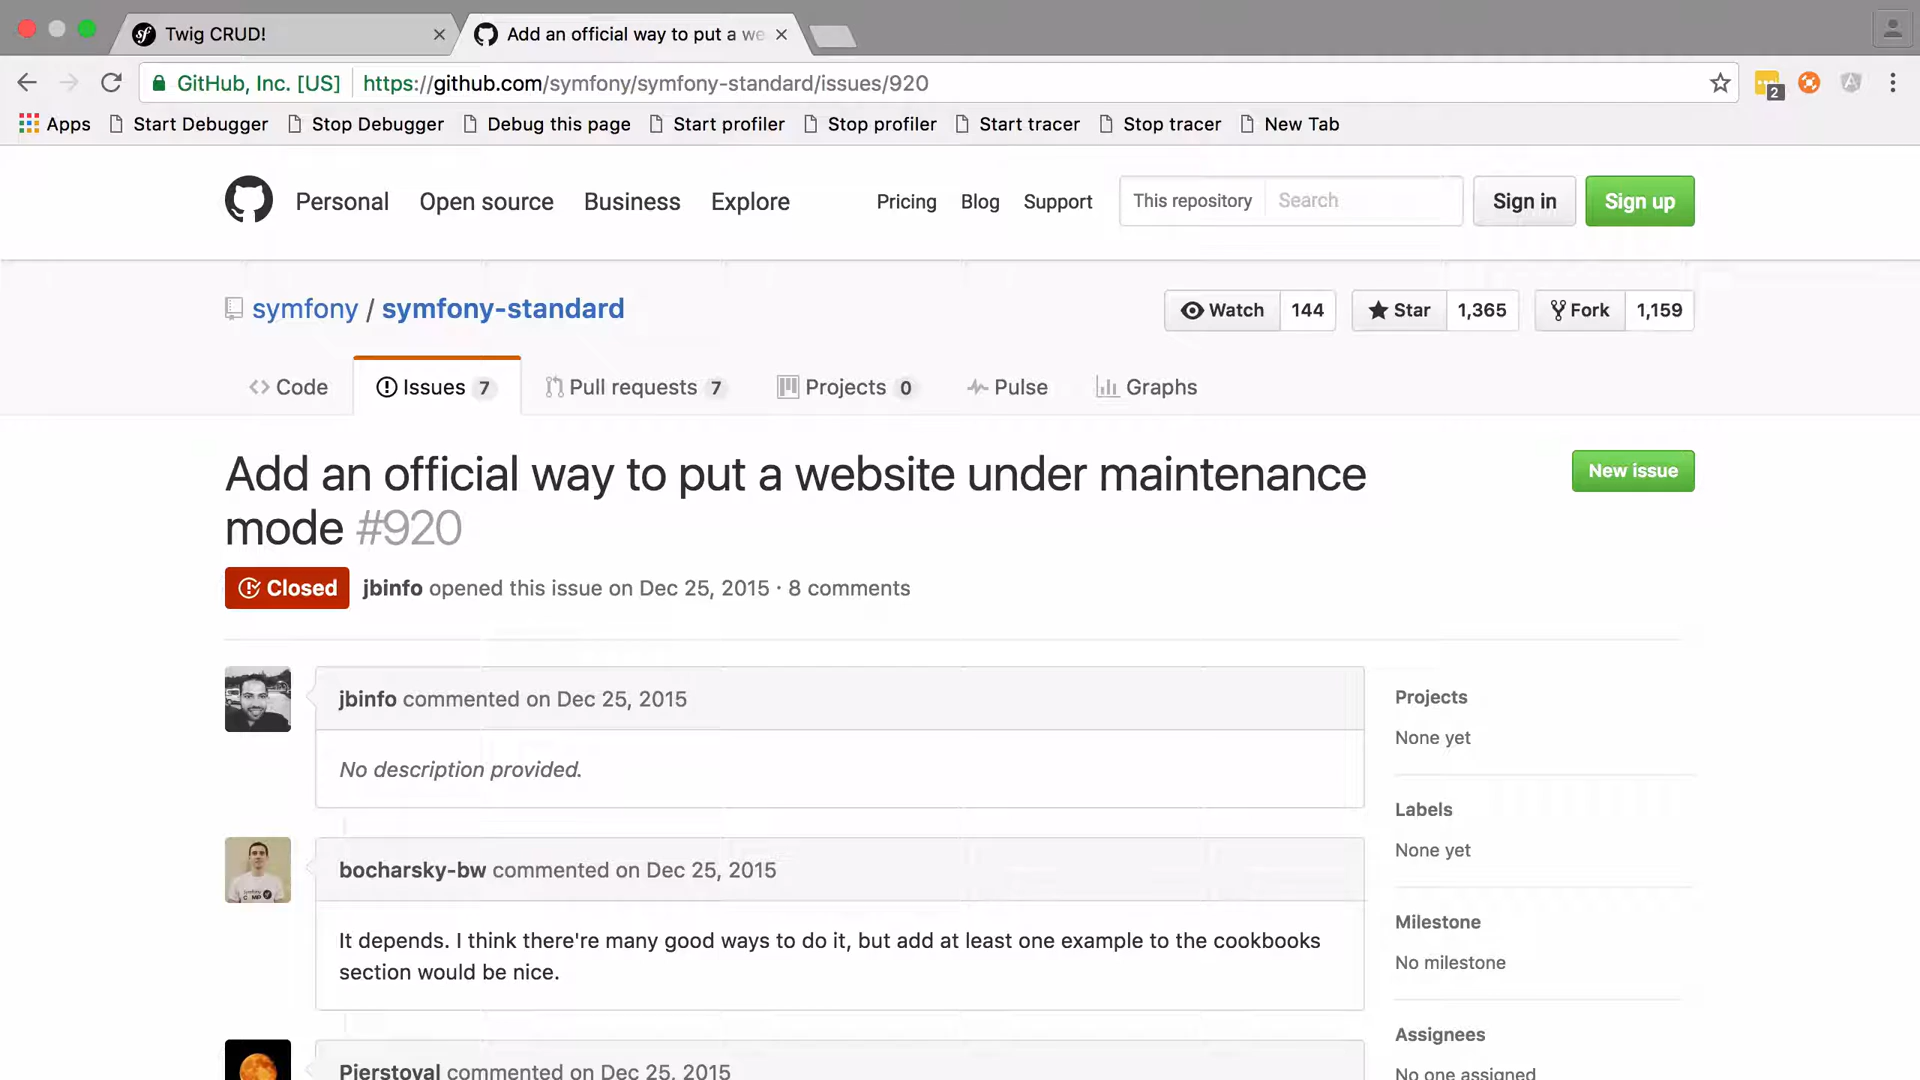 Twig CRUD!
Add an official way to put a we
GitHub, Inc. [US] https://github.com/symfony/symfony-standard/issues/920
2
Apps Start Debugger Stop Debugger Debug this page Start profiler Stop profiler Start tracer Stop tracer New Tab
Personal Open source Business Explore Pricing Blog Support This repository Search Sign in Sign up
symfony / symfony-standard Watch 144 Star 1,365 Fork 1,159
Code Issues 7 Pull requests 7 Projects 0 Pulse Graphs
Add an official way to put a website under maintenance
mode #920
New issue
Closed jbinfo opened this issue on Dec 25, 2015 · 8 comments
jbinfo commented on Dec 25, 2015
No description provided.
bocharsky-bw commented on Dec 25, 2015
It depends. I think there're many good ways to do it, but add at least one example to the cookbooks
section would be nice.
Pierstoval commented on Dec 25, 2015
Projects
None yet
Labels
None yet
Milestone
No milestone
Assignees
No one assigned